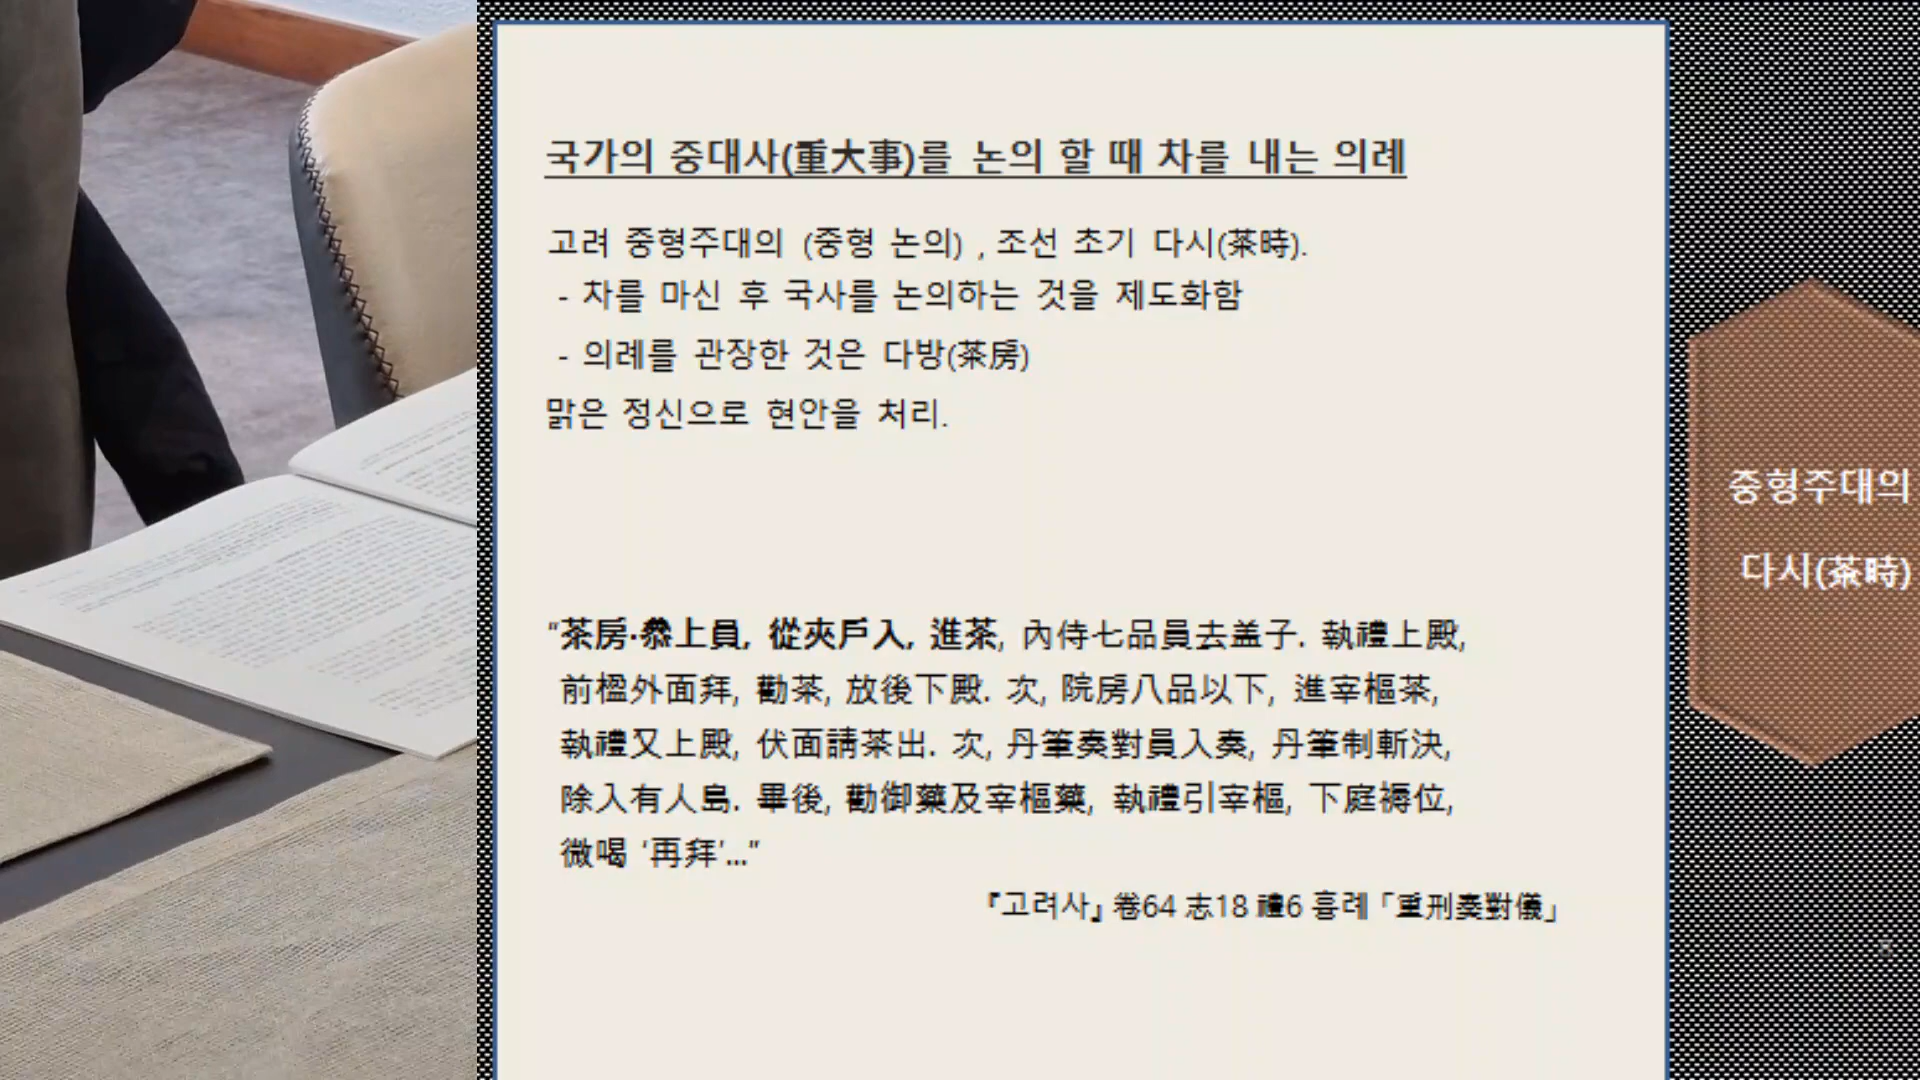 국가의 중대사(重大事)를 논의 할 때 차를 내는 의례
고려 중형주대의 (중형 논의) , 조선 초기 다시(茶時).
- 차를 마신 후 국사를 논의하는 것을 제도화함
- 의례를 관장한 것은 다방(茶房)
맑은 정신으로 현안을 처리.
“茶房·叅上員, 從夾戶入, 進茶, 內侍七品員去盖子. 執禮上殿,
前楹外面拜, 勸茶, 放後下殿. 次, 院房八品以下, 進宰樞茶,
執禮又上殿, 伏面請茶出. 次, 丹筆奏對員入奏, 丹筆制斬決,
除入有人島. 畢後, 勸御藥及宰樞藥, 執禮引宰樞, 下庭褥位,
微喝 ‘再拜’...”
『고려사』 卷64 志18 禮6 흉례 「重刑奏對儀」
중형주대의
다시(茶時)